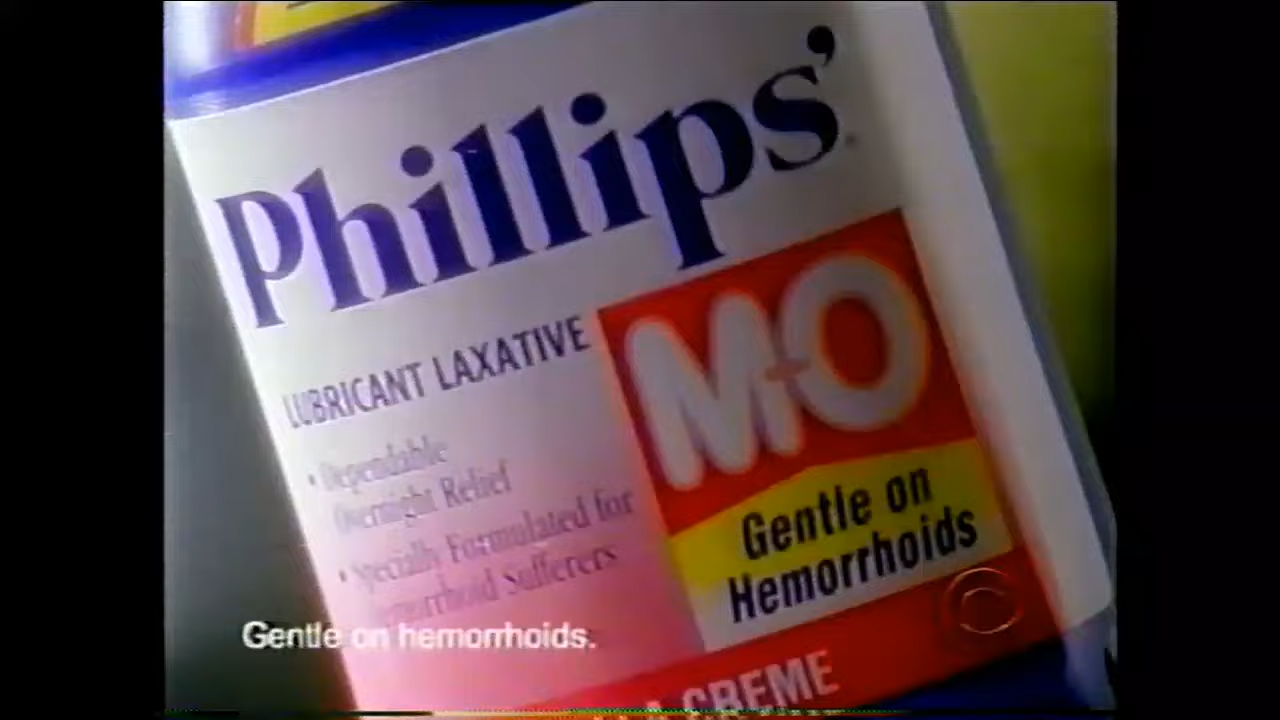 Phillips'
LUBRICANT LAXATIVE
M-O
• Dependable
Overnight Relief
• Specially Formulated for
Hemorrhoid Sufferers
Gentle on
Hemorrhoids
Gentle on hemorrhoids.
CREME